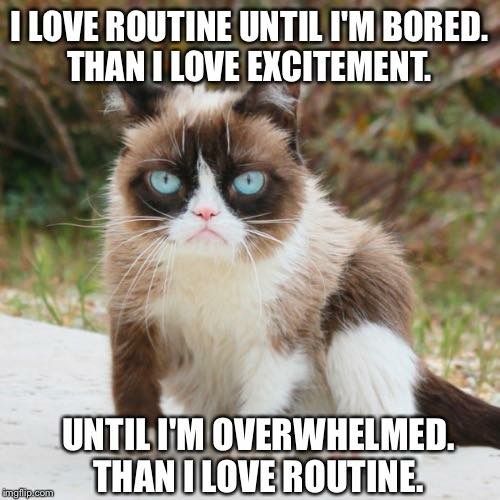 I LOVE ROUTINE UNTIL I'M BORED.
THAN I LOVE EXCITEMENT.
UNTIL I'M OVERWHELMED.
THAN I LOVE ROUTINE.
imgflip.com